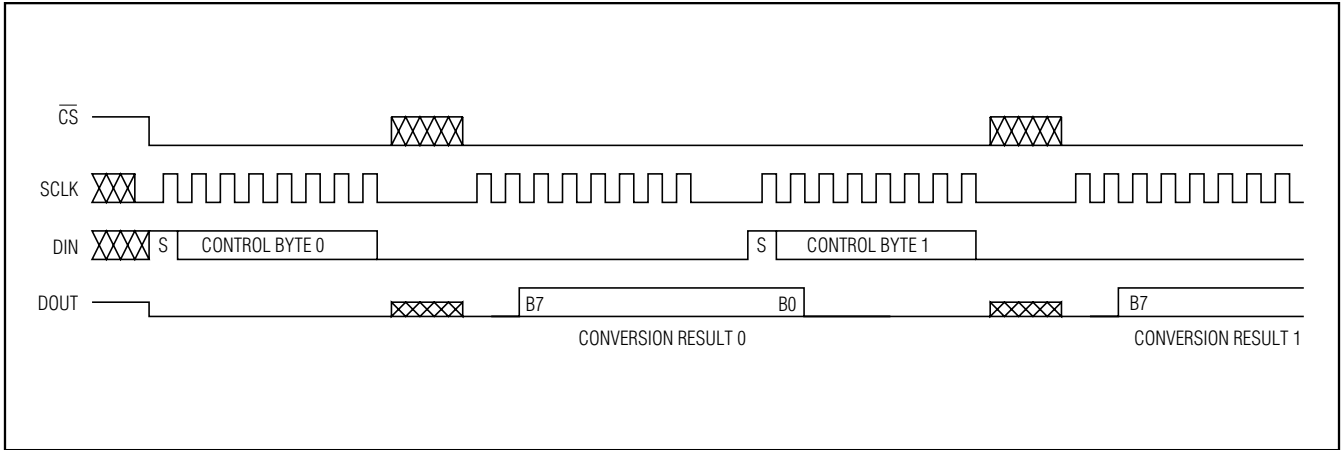 CS
SCLK
DIN S CONTROL BYTE 0 S CONTROL BYTE 1
DOUT B7 B0 B7
CONVERSION RESULT 0 CONVERSION RESULT 1